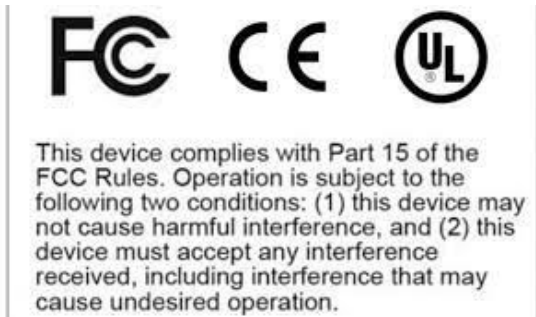 FC CE UL
®
This device complies with Part 15 of the
FCC Rules. Operation is subject to the
following two conditions: (1) this device may
not cause harmful interference, and (2) this
device must accept any interference
received, including interference that may
cause undesired operation.